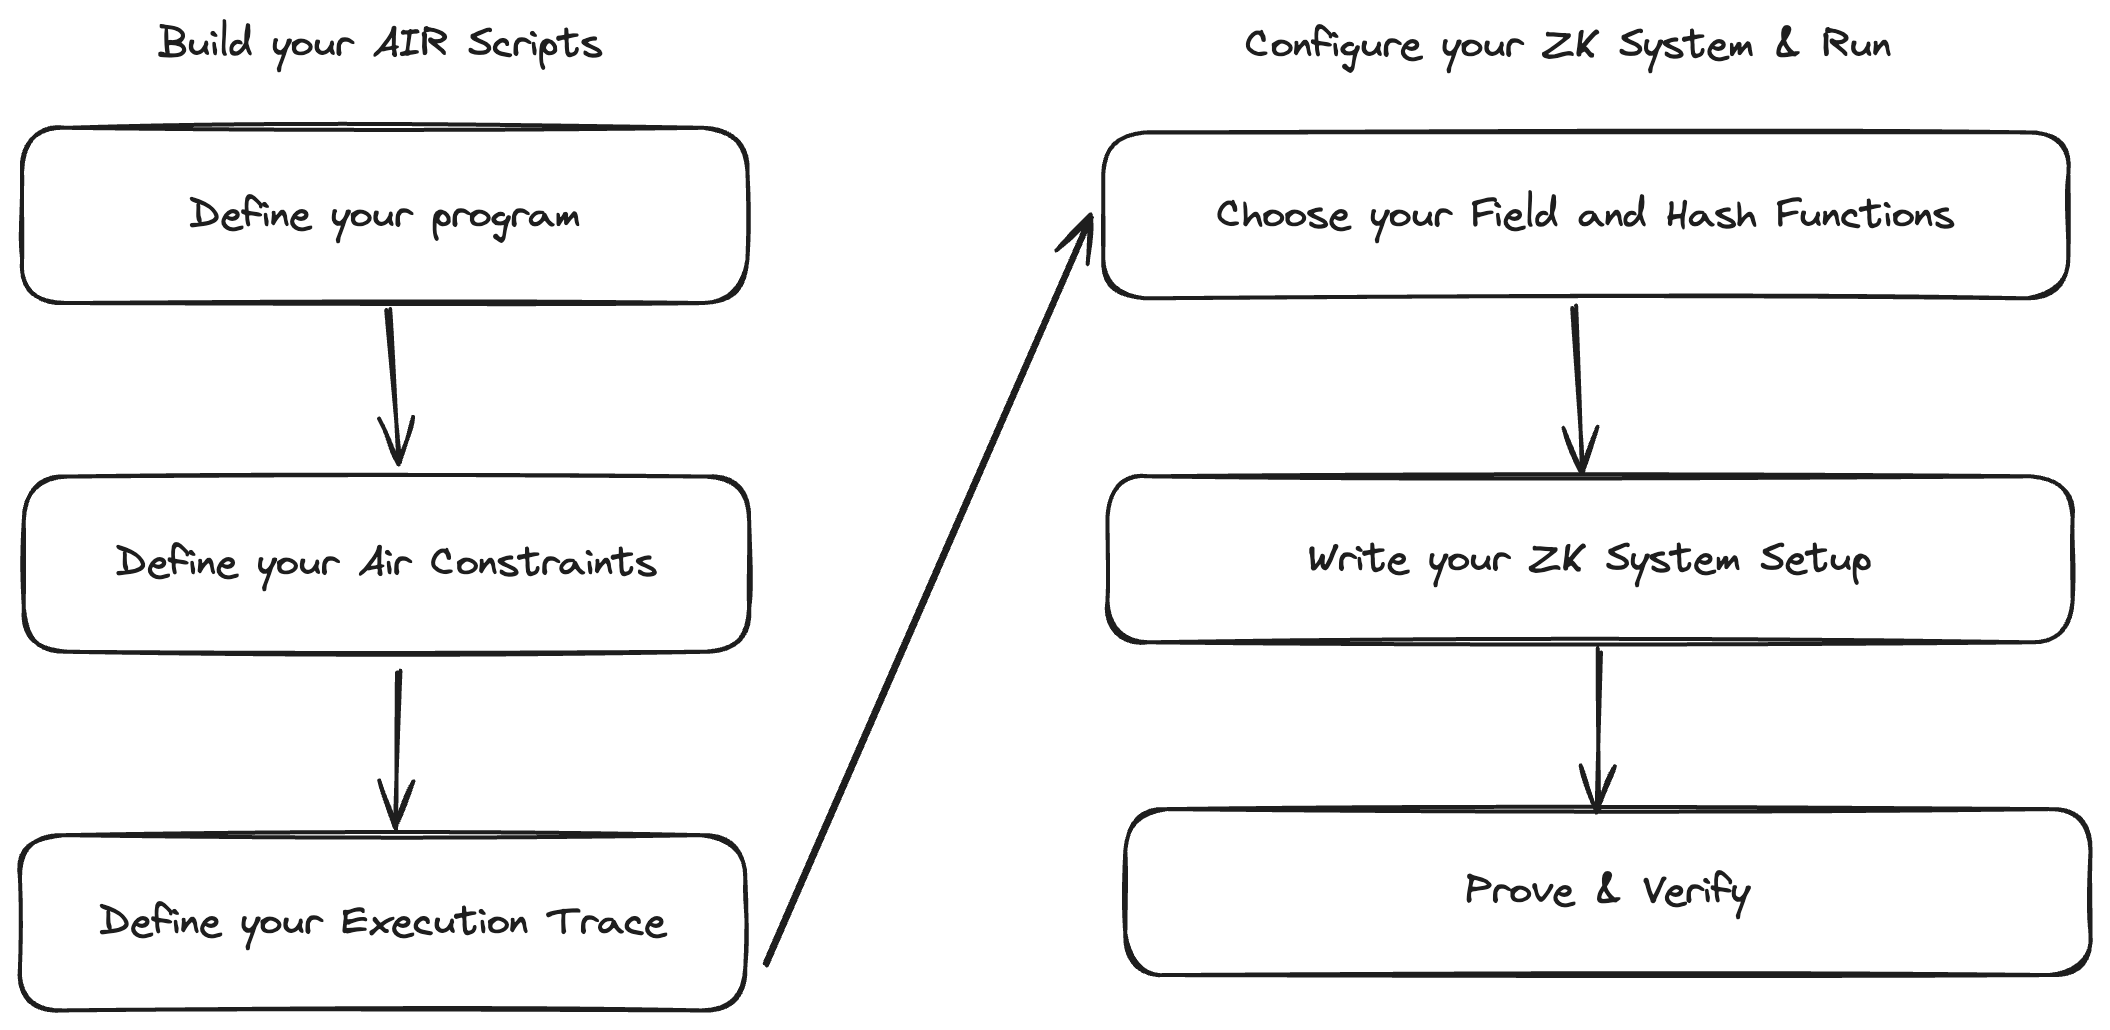 Build your AIR Scripts
Define your program
Define your Air Constraints
Define your Execution Trace
Configure your ZK System & Run
Choose your Field and Hash Functions
Write your ZK System Setup
Prove & Verify